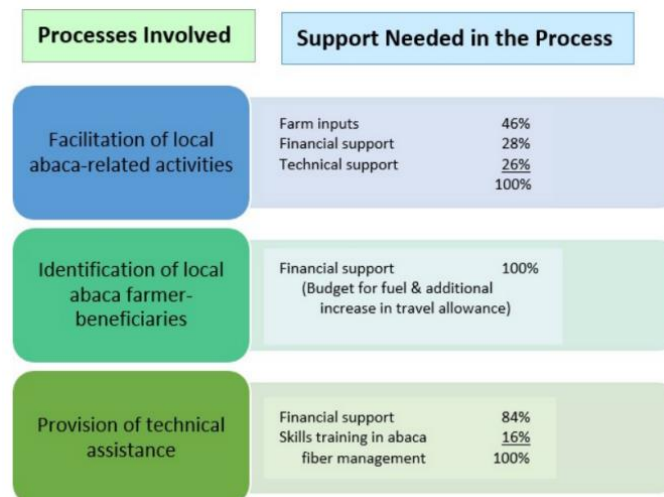 Processes Involved
Support Needed in the Process
Facilitation of local
abaca-related activities
Farm inputs 46%
Financial support 28%
Technical support 26%
100%
Identification of local
abaca farmer-
beneficiaries
Financial support 100%
(Budget for fuel & additional
increase in travel allowance)
Provision of technical
assistance
Financial support 84%
Skills training in abaca 16%
fiber management 100%